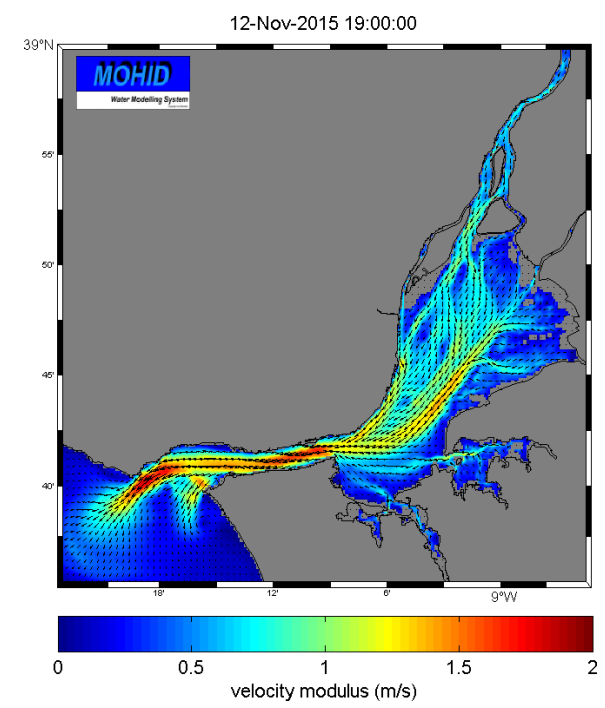 12-Nov-2015 19:00:00
39°N
MOHID
Water Modelling System
55'
50'
45'
40'
18' 12' 6' 9°W
0 0.5 1 1.5 2
velocity modulus (m/s)